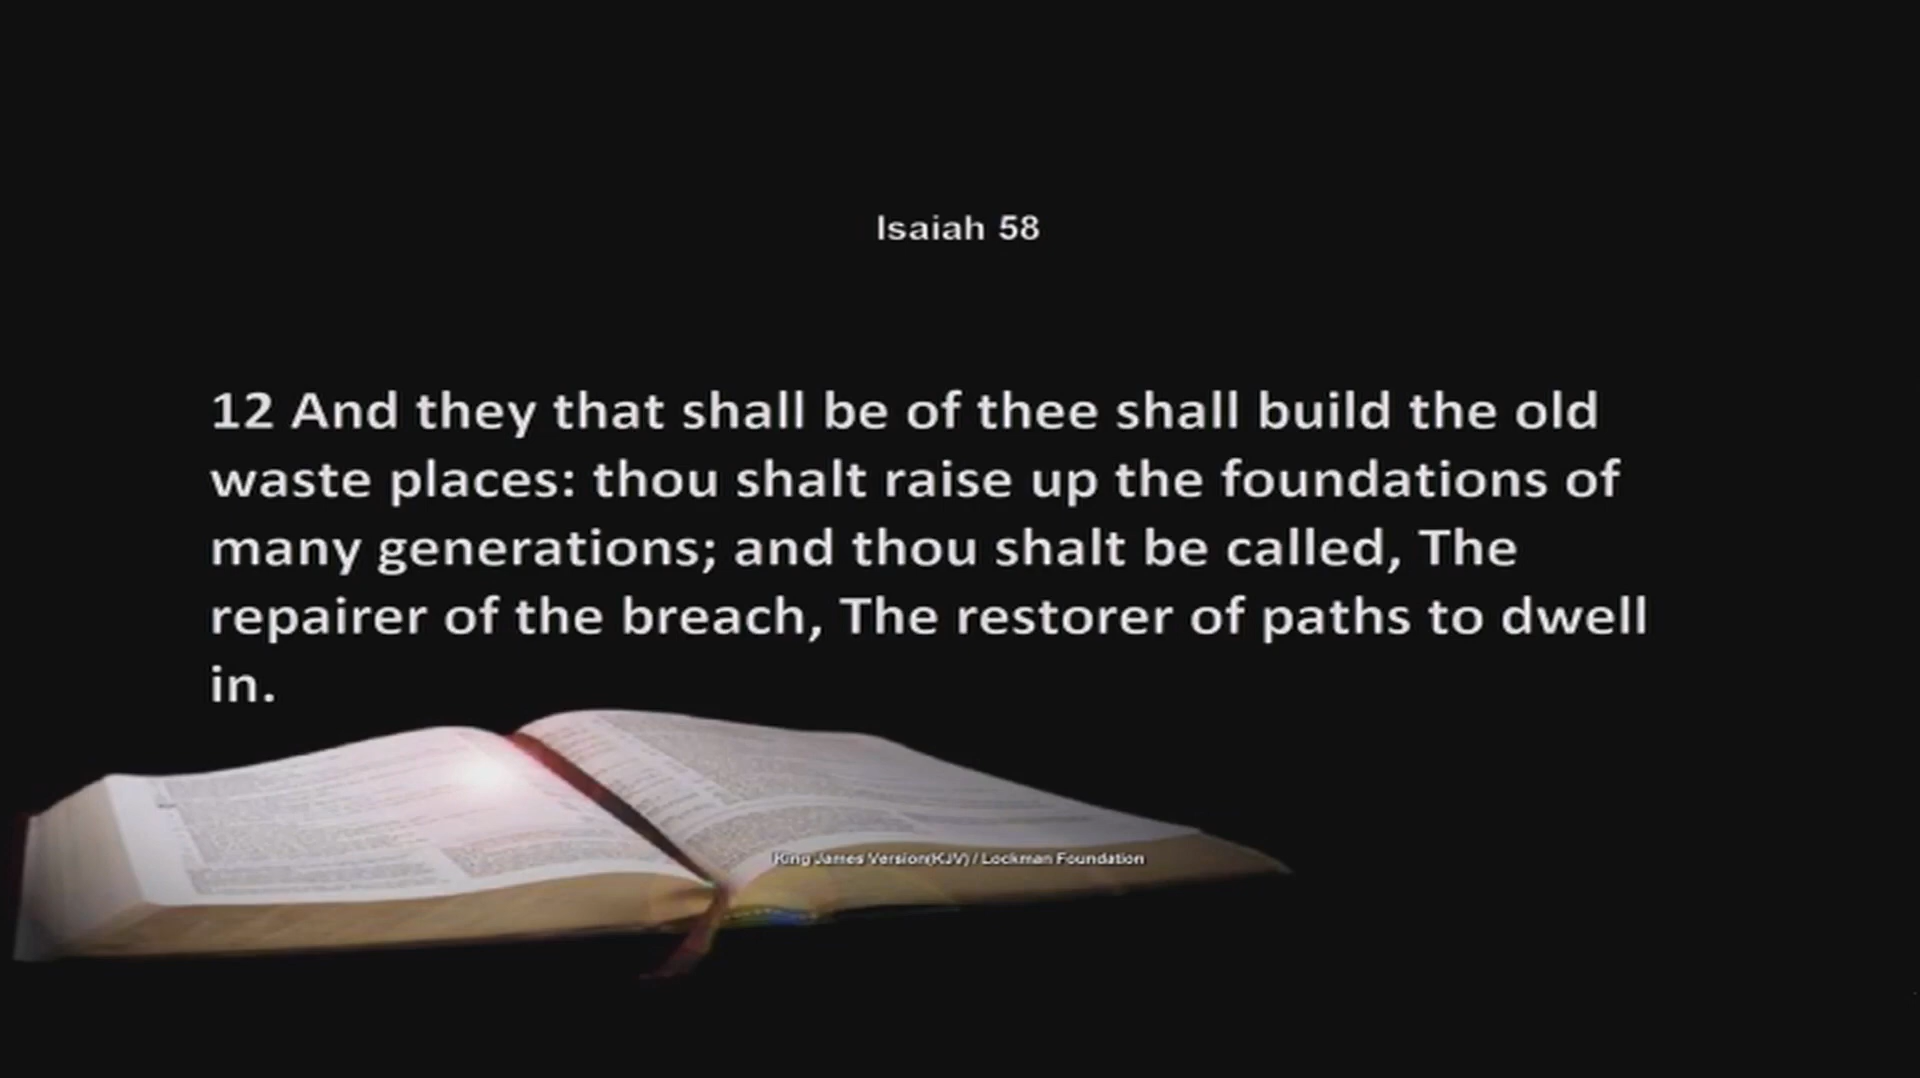 Isaiah 58
12 And they that shall be of thee shall build the old
waste places: thou shalt raise up the foundations of
many generations; and thou shalt be called, The
repairer of the breach, The restorer of paths to dwell
in.
King James Version(KJV) / Lockman Foundation